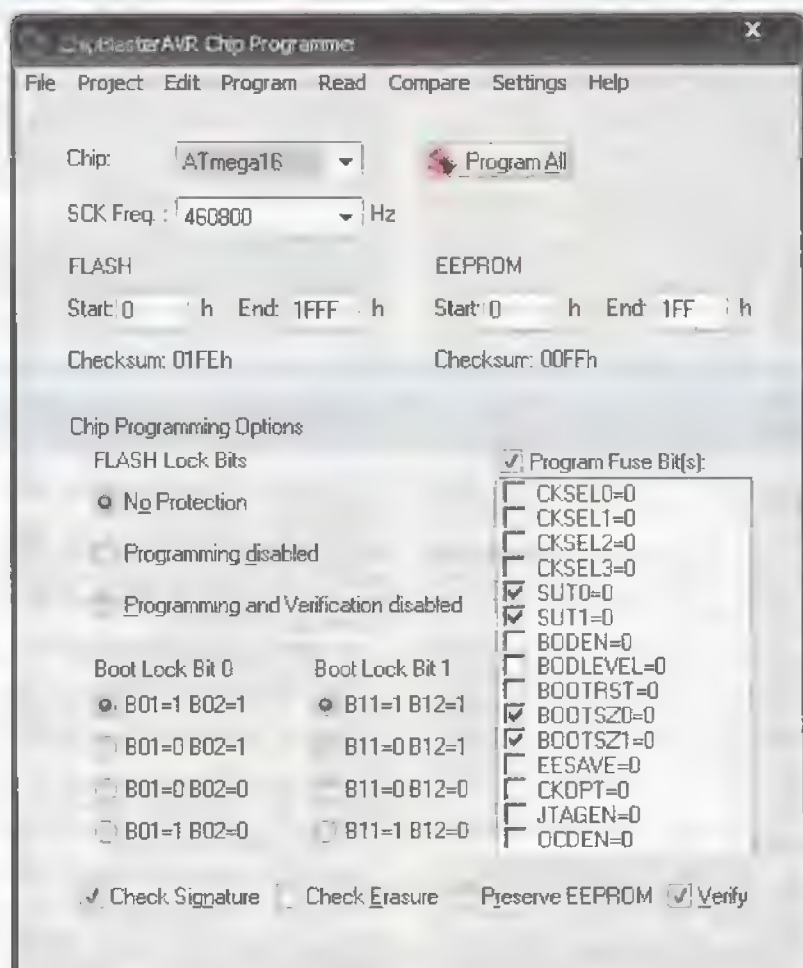 ChipBlasterAVR Chip Programmer
File Project Edit Program Read Compare Settings Help
Chip: ATmega16 Program All
SCK Freq. : 460800 Hz
FLASH EEPROM
Start: 0 h End: 1FFF h Start: 0 h End: 1FF h
Checksum: 01FEh Checksum: 00FFh
Chip Programming Options
FLASH Lock Bits
Program Fuse Bit(s):
No Protection
Programming disabled
Programming and Verification disabled
CKSEL0=0
CKSEL1=0
CKSEL2=0
CKSEL3=0
SUT0=0
SUT1=0
BODEN=0
BODLEVEL=0
BOOTRST=0
BOOTSZ0=0
BOOTSZ1=0
EESAVE=0
CKOPT=0
JTAGEN=0
OCDEN=0
Boot Lock Bit 0 Boot Lock Bit 1
B01=1 B02=1 B11=1 B12=1
B01=0 B02=1 B11=0 B12=1
B01=0 B02=0 B11=0 B12=0
B01=1 B02=0 B11=1 B12=0
Check Signature Check Erasure Preserve EEPROM Verify